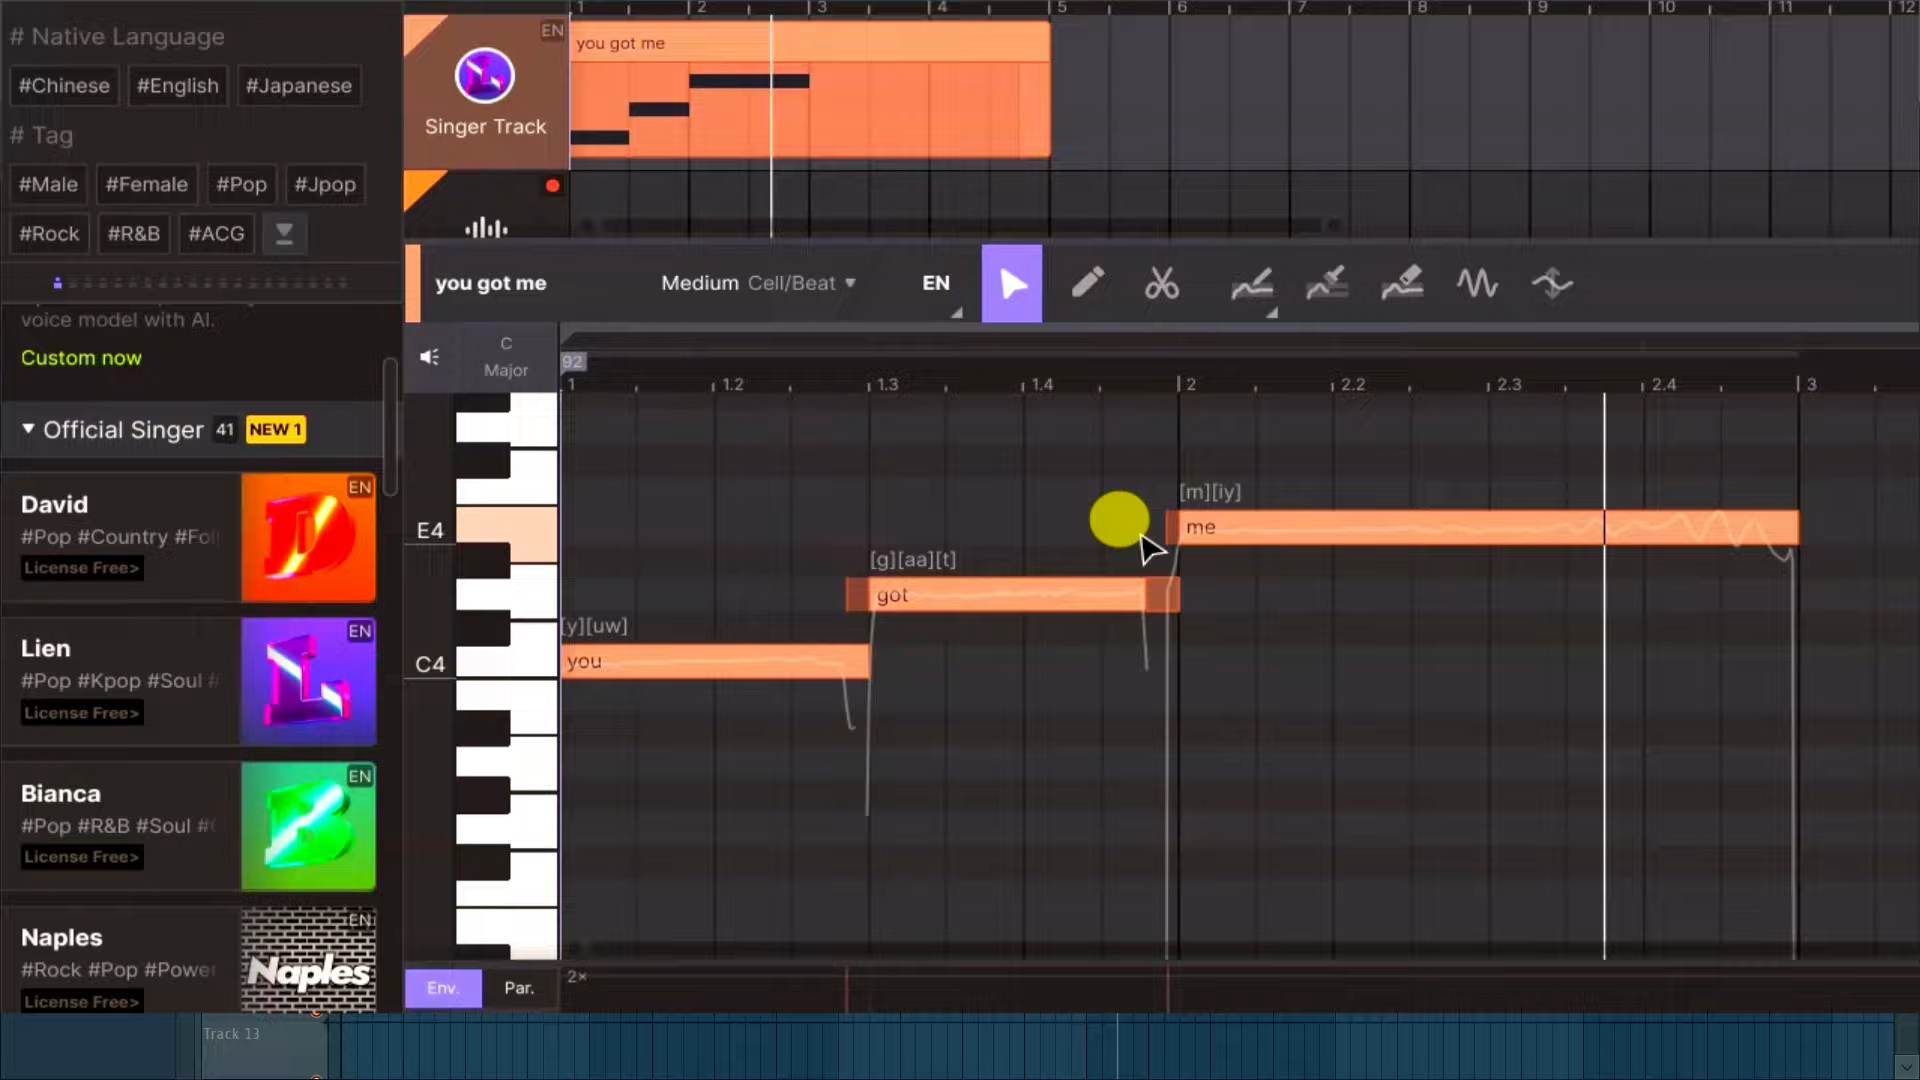 # Native Language
#Chinese #English #Japanese
# Tag
#Male #Female #Pop #Jpop
#Rock #R&B #ACG
voice model with AI.
Custom now
Official Singer 41 NEW 1
David
#Pop #Country #Fol
License Free>
EN
Lien
#Pop #Kpop #Soul #
License Free>
EN
Bianca
#Pop #R&B #Soul #
License Free>
EN
Naples
#Rock #Pop #Power
License Free>
EN
Naples
1 2 3 4 5 6 7 8 9 10 11 12
EN
Singer Track
you got me
you got me Medium Cell/Beat EN
C
Major
92
1 1.2 1.3 1.4 2 2.2 2.3 2.4 3
E4
C4
[m][iy]
me
[g][aa][t]
got
[y][uw]
you
Env. Par.
2×
Track 13